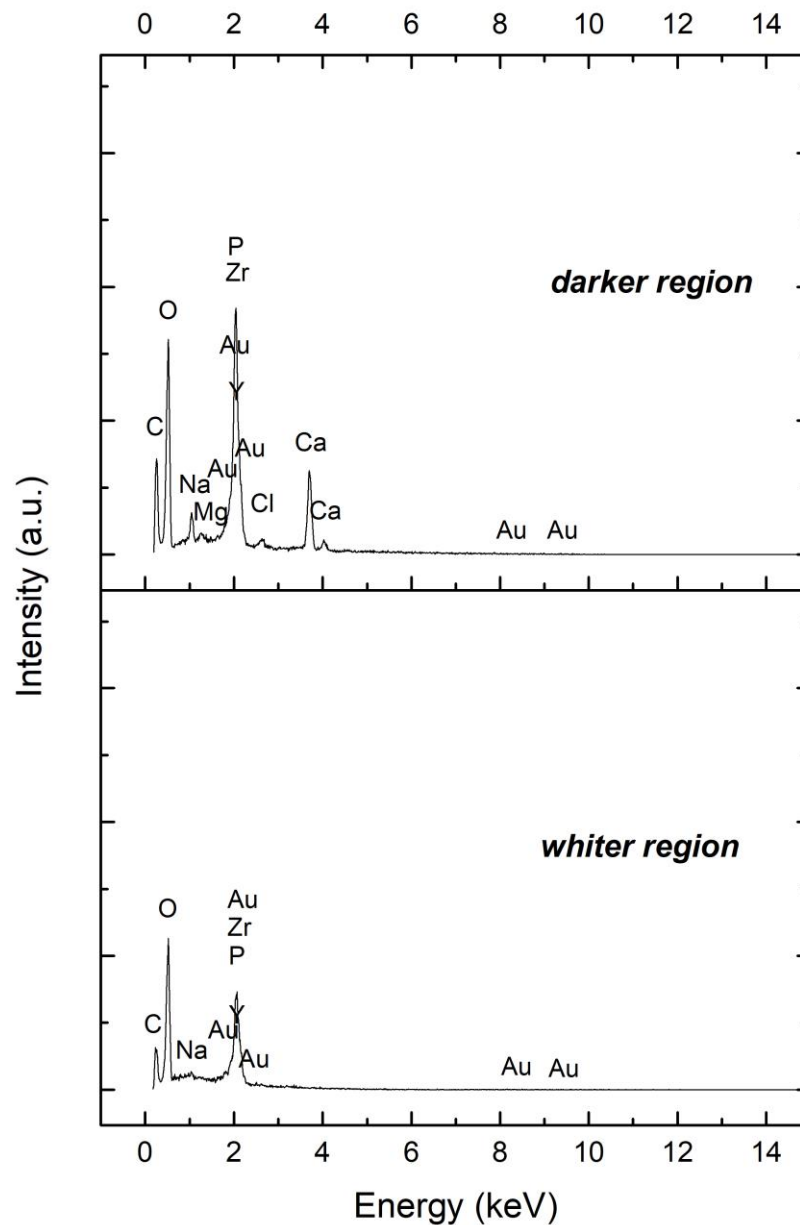 0 2 4 6 8 10 12 14
P
Zr
darker region
O
Au
Y
C
Ca
Au
Au
Na
Cl
Mg
Ca
Au Au
Intensity (a.u.)
whiter region
Au
O
Zr
P
Y
C
Au
Na
Au
Au Au
0 2 4 6 8 10 12 14
Energy (keV)